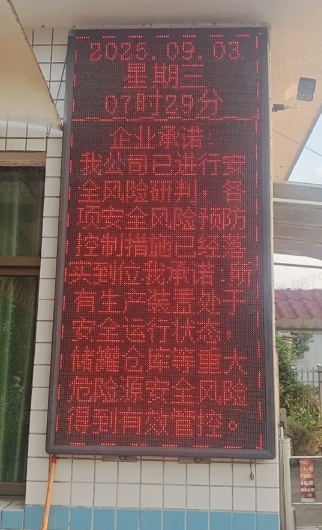 2025.09.03
星期三
07时29分
企业承诺:
我公司已进行安
全风险研判，各
项安全风险预防
控制措施已经落
实到位,我承诺:所
有生产装置处于
安全运行状态，
储罐仓库等重大
危险源安全风险
得到有效管控。